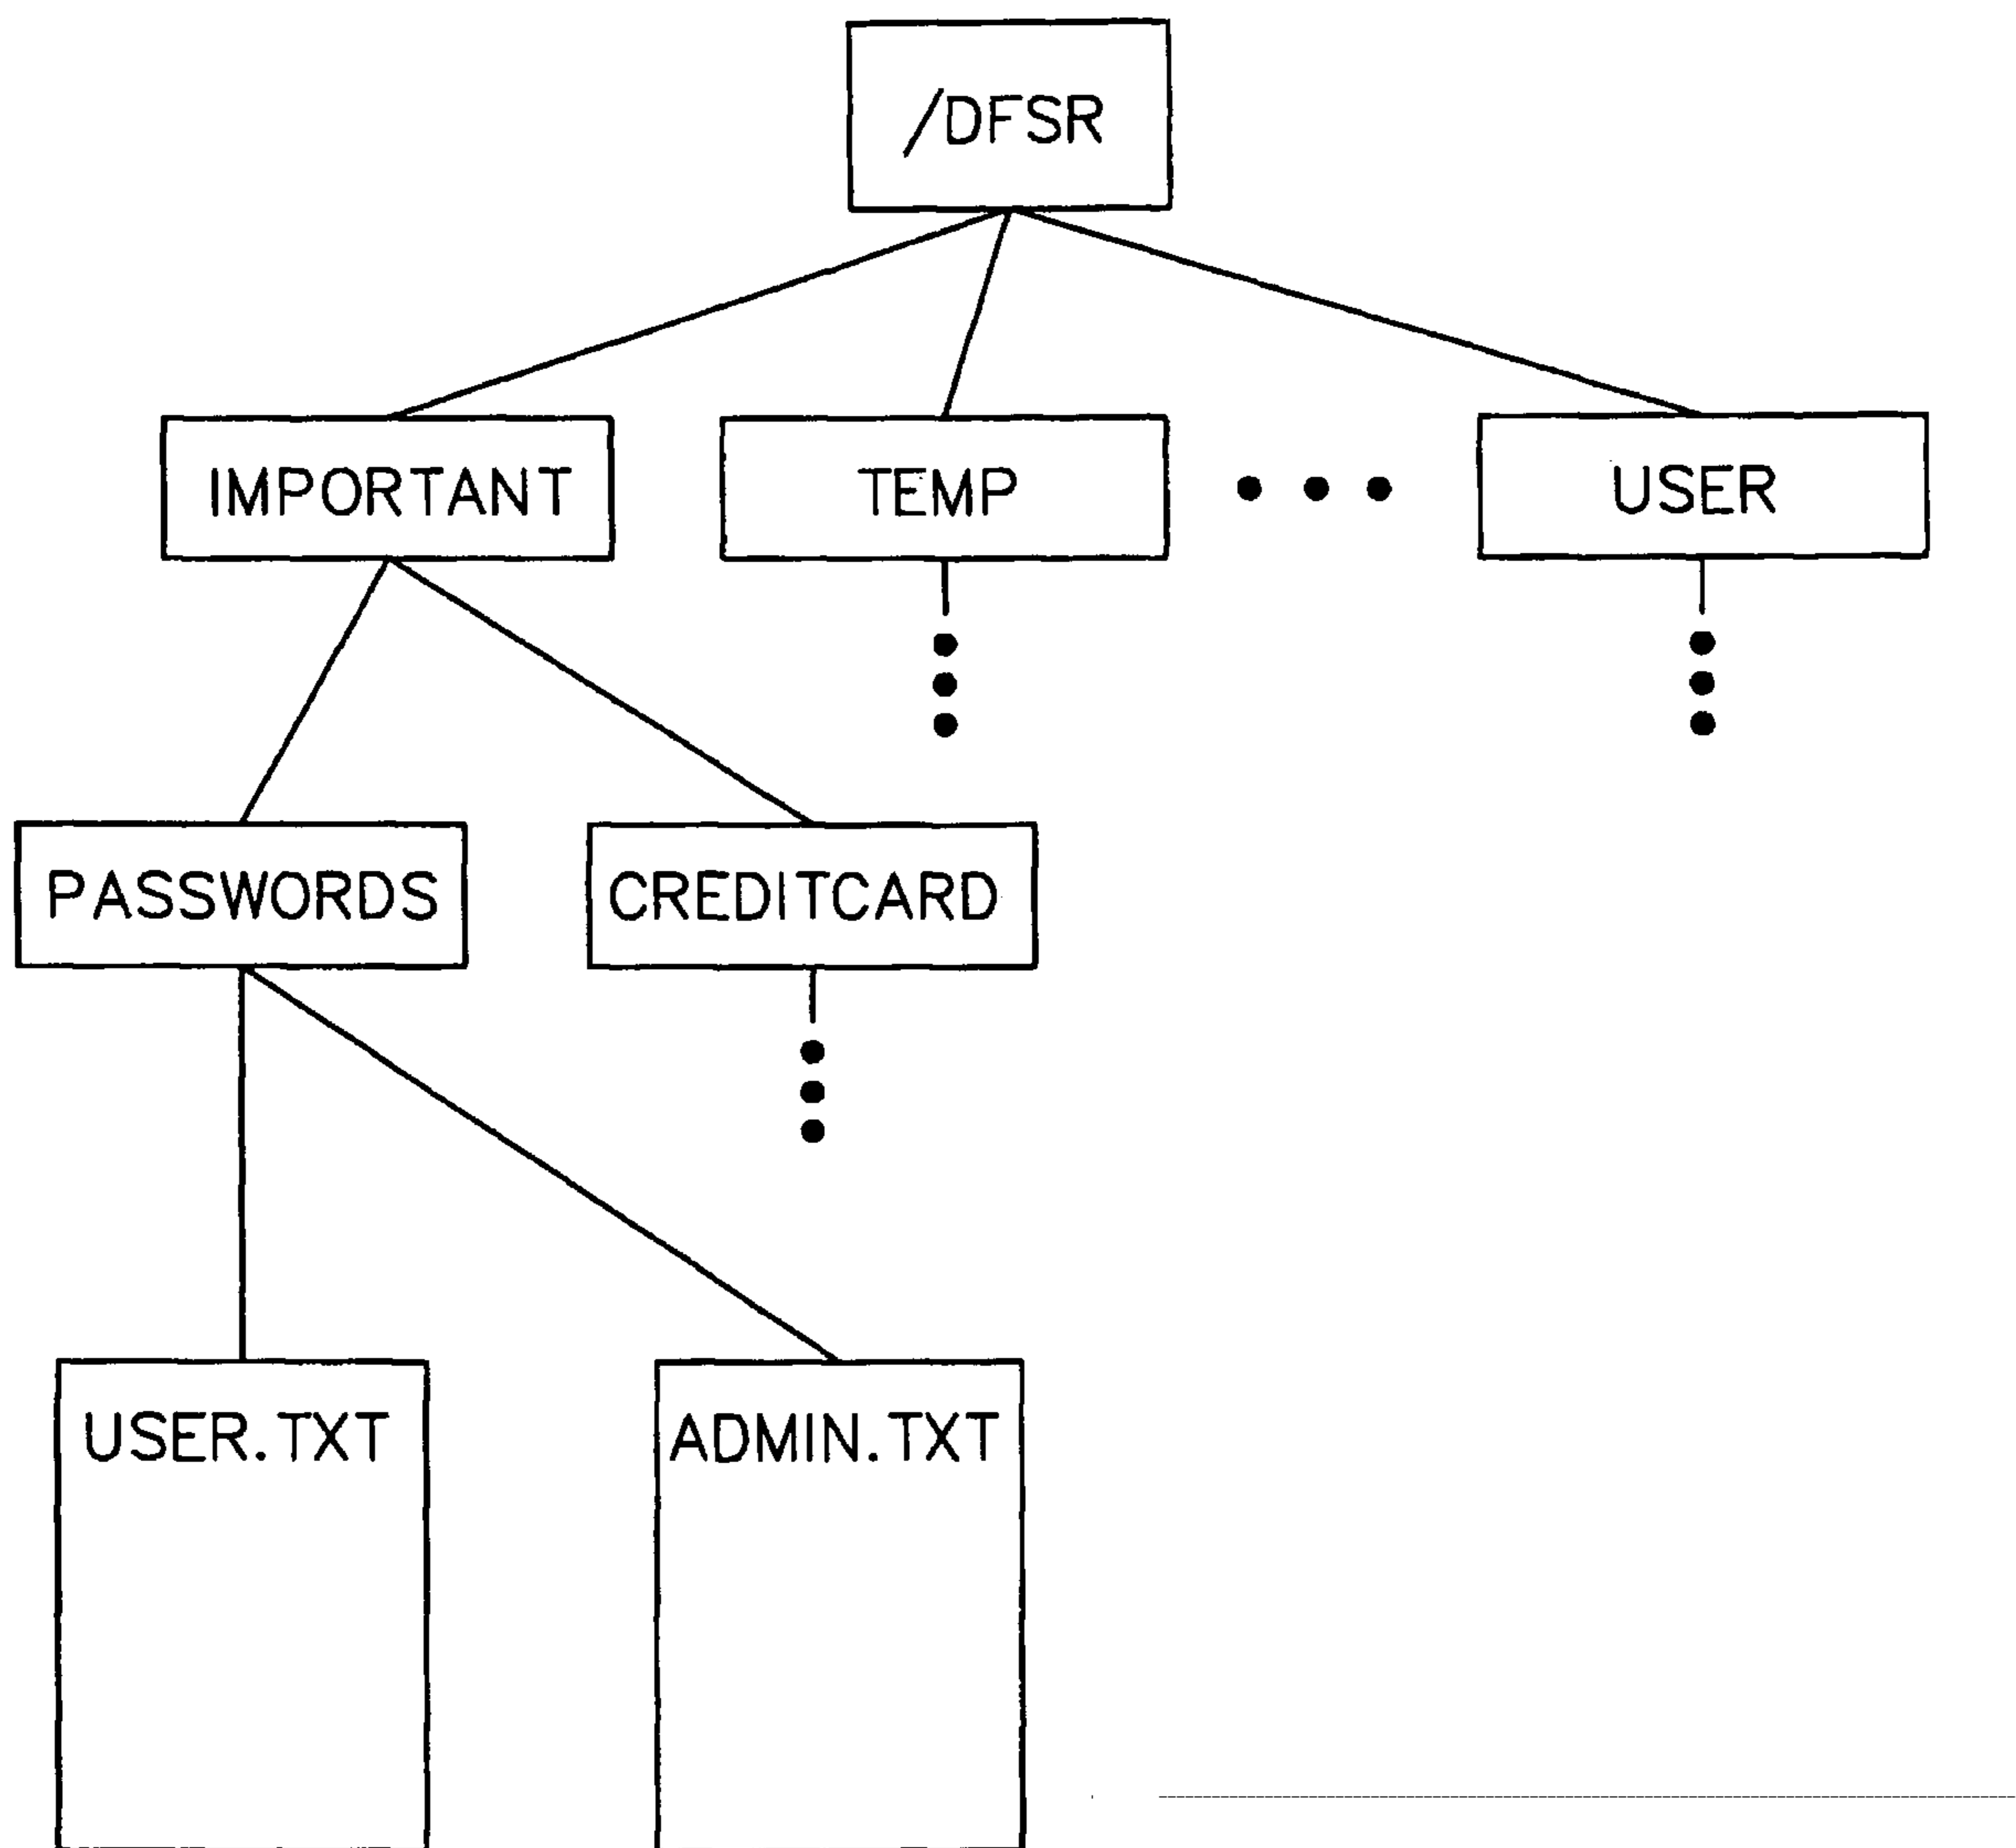 /DFSR
IMPORTANT
TEMP
USER
PASSWORDS
CREDITCARD
USER.TXT
ADMIN.TXT